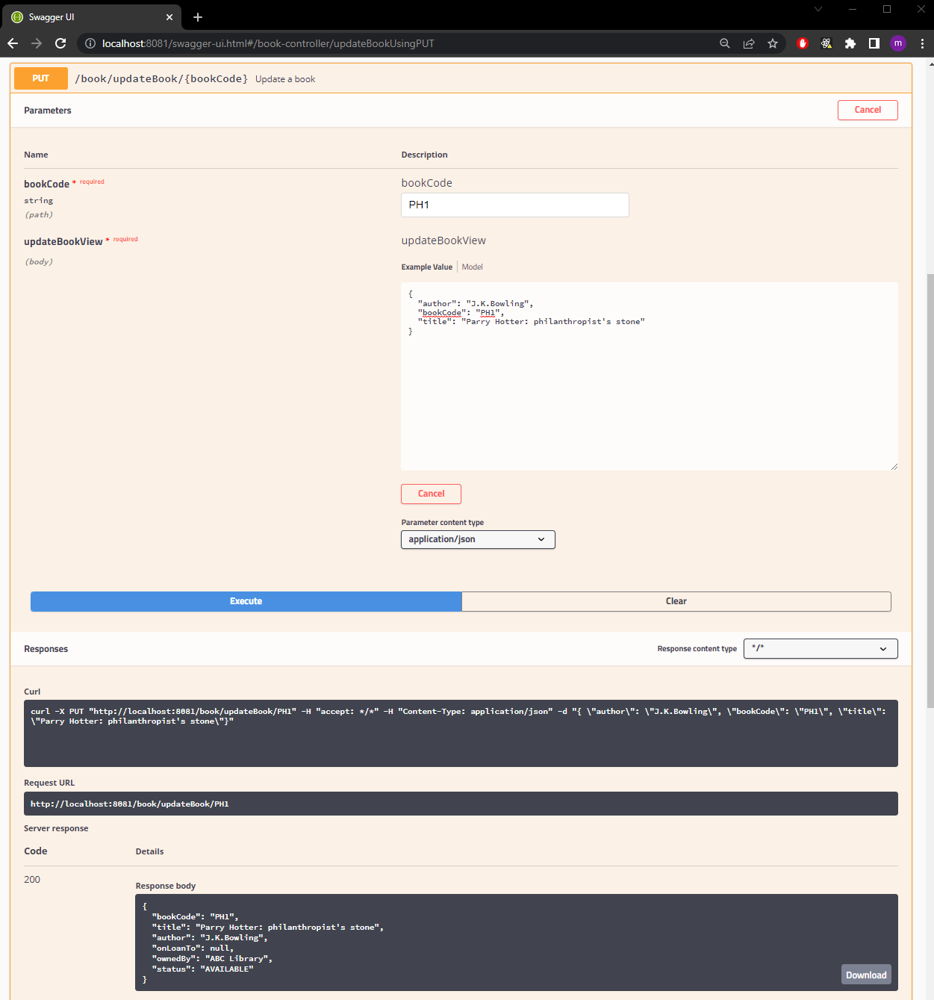 Swagger UI
localhost:8081/swagger-ui.html#/book-controller/updateBookUsingPUT
m
PUT /book/updateBook/{bookCode} Update a book
Parameters Cancel
Name Description
bookCode * required bookCode
string
(path)
PH1
updateBookView * required updateBookView
(body)
Example Value Model
{
"author": "J.K.Bowling",
"bookCode": "PH1",
"title": "Parry Hotter: philanthropist's stone"
}
Cancel
Parameter content type
application/json
Execute Clear
Responses Response content type */*
Curl
curl -X PUT "http://localhost:8081/book/updateBook/PH1" -H "accept: */*" -H "Content-Type: application/json" -d "{ \"author\": \"J.K.Bowling\", \"bookCode\": \"PH1\", \"title\":
\"Parry Hotter: philanthropist's stone\"}"
Request URL
http://localhost:8081/book/updateBook/PH1
Server response
Code Details
200
Response body
{
"bookCode": "PH1",
"title": "Parry Hotter: philanthropist's stone",
"author": "J.K.Bowling",
"onLoanTo": null,
"ownedBy": "ABC Library",
"status": "AVAILABLE"
}
Download